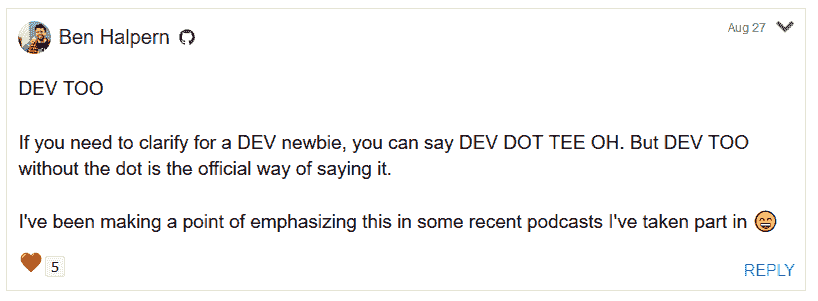 Ben Halpern
Aug 27
DEV TOO
If you need to clarify for a DEV newbie, you can say DEV DOT TEE OH. But DEV TOO
without the dot is the official way of saying it.
I've been making a point of emphasizing this in some recent podcasts I've taken part in 😄
5
REPLY